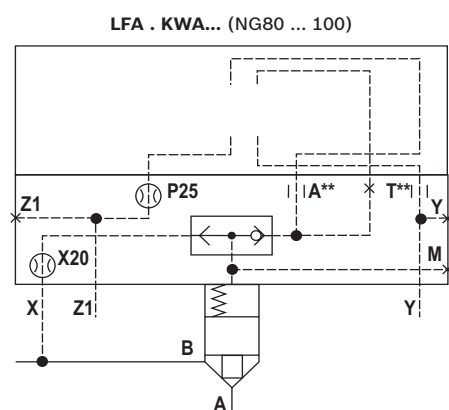 LFA . KWA... (NG80 ... 100)
P25 A** T**
Z1 Y
X20 M
X Z1 Y
B
A